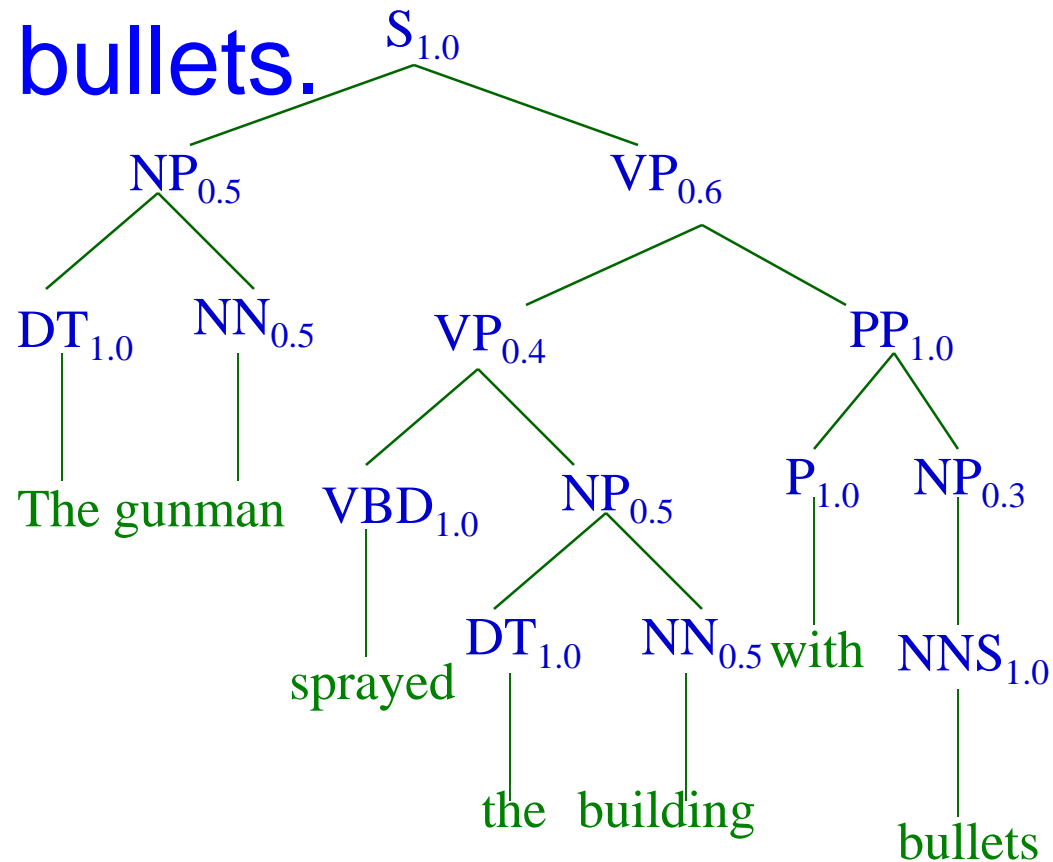 bullets.
S1.0
NP0.5 VP0.6
DT1.0 NN0.5 VP0.4 PP1.0
The gunman VBD1.0 NP0.5 P1.0 NP0.3
sprayed DT1.0 NN0.5 with NNS1.0
the building bullets